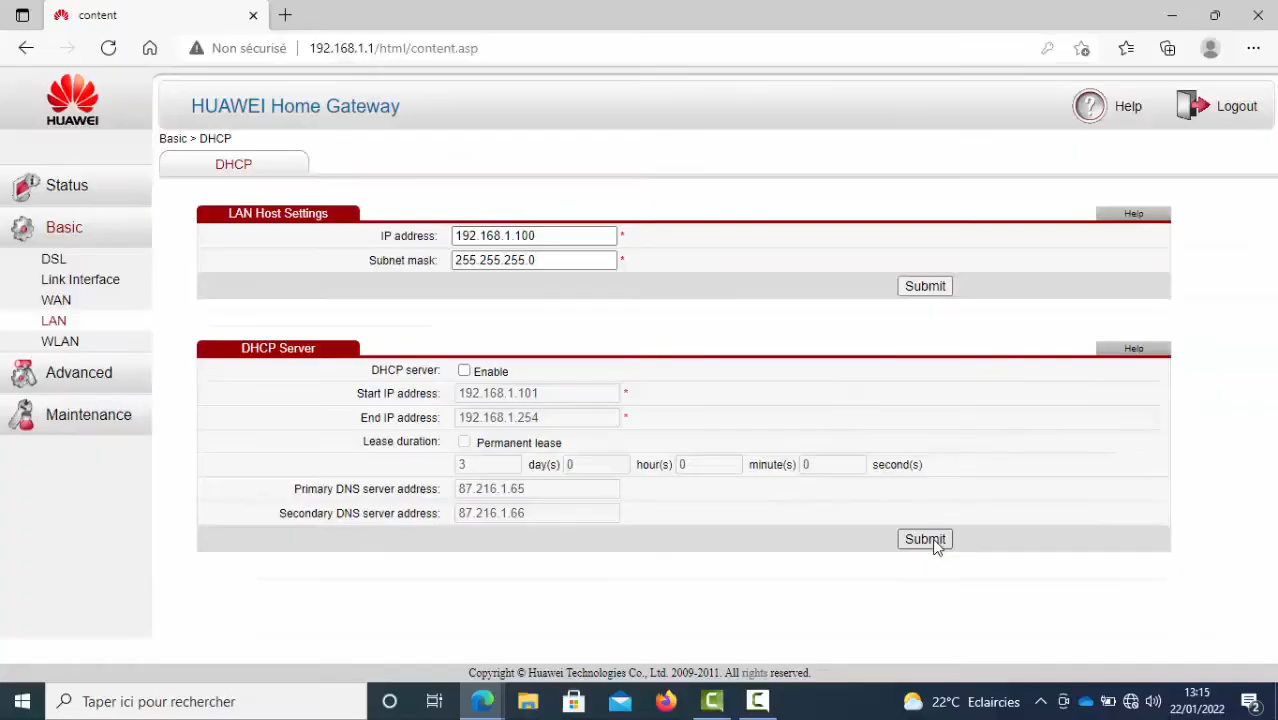 content
Non sécurisé
192.168.1.1/html/content.asp
HUAWEI
HUAWEI Home Gateway
Help
Logout
Basic > DHCP
DHCP
Status
Basic
DSL
Link Interface
WAN
LAN
WLAN
Advanced
Maintenance
LAN Host Settings
Help
IP address: 192.168.1.100 *
Subnet mask: 255.255.255.0 *
Submit
DHCP Server
Help
DHCP server: Enable
Start IP address: 192.168.1.101 *
End IP address: 192.168.1.254 *
Lease duration: Permanent lease
3 day(s) 0 hour(s) 0 minute(s) 0 second(s)
Primary DNS server address: 87.216.1.65
Secondary DNS server address: 87.216.1.66
Submit
Copyright © Huawei Technologies Co., Ltd. 2009-2011. All rights reserved.
Taper ici pour rechercher
22°C Eclaircies
13:15
22/01/2022
2